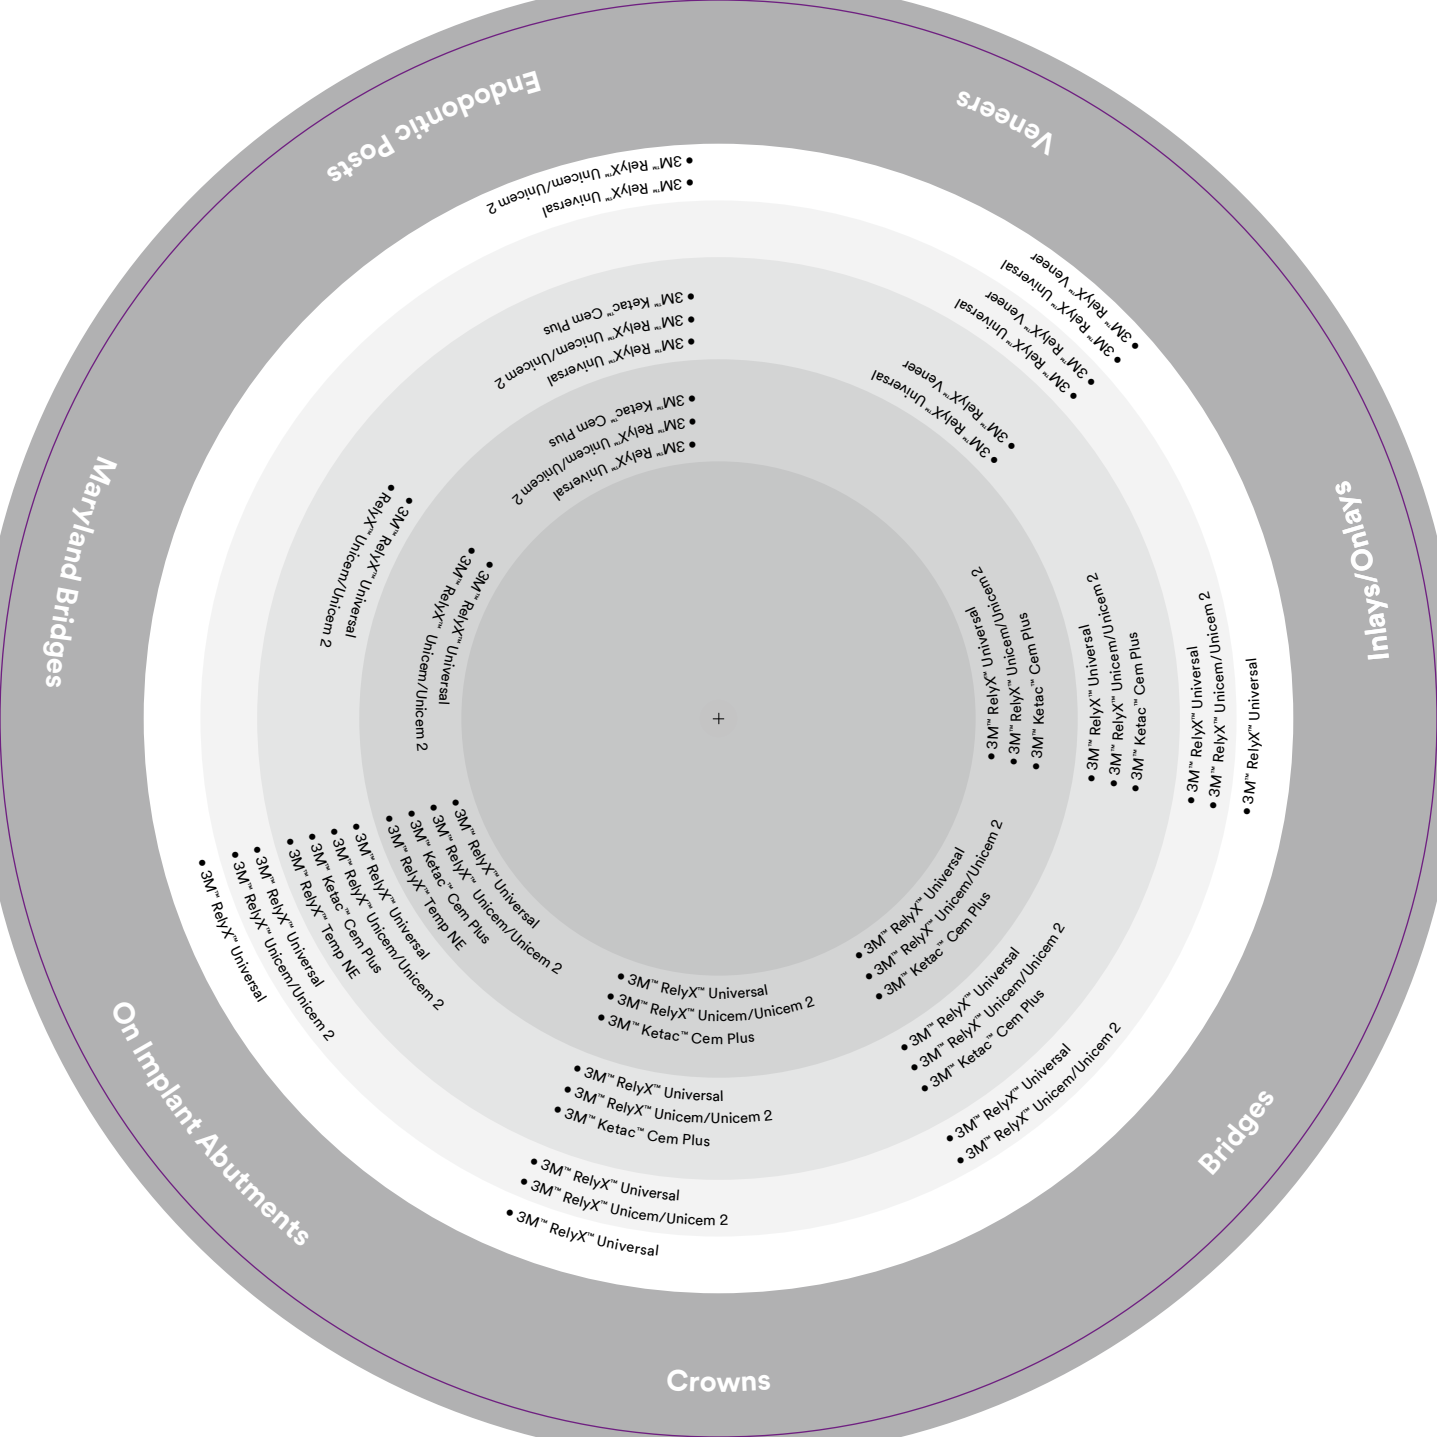 Endodontic Posts
• 3M™ RelyX™ Unicem/Unicem 2
• 3M™ RelyX™ Universal
• 3M™ Ketac™ Cem Plus
• 3M™ RelyX™ Unicem/Unicem 2
• 3M™ RelyX™ Universal
• 3M™ Ketac™ Cem Plus
• 3M™ RelyX™ Unicem/Unicem 2
• 3M™ RelyX™ Universal
Veneers
• 3M™ RelyX™ Veneer
• 3M™ RelyX™ Universal
• 3M™ RelyX™ Veneer
• 3M™ RelyX™ Universal
• 3M™ RelyX™ Veneer
• 3M™ RelyX™ Universal
Inlays/Onlays
• 3M™ RelyX™ Universal
• 3M™ RelyX™ Unicem/Unicem2
• 3M™ Ketac™ Cem Plus
• 3M™ RelyX™ Universal
• 3M™ RelyX™ Unicem/Unicem 2
• 3M™ Ketac™ Cem Plus
• 3M™ RelyX™ Universal
• 3M™ RelyX™ Unicem/Unicem 2
• 3M™ RelyX™ Universal
Bridges
• 3M™ RelyX™ Universal
• 3M™ RelyX™ Unicem/Unicem 2
• 3M™ Ketac™ Cem Plus
• 3M™ RelyX™ Universal
• 3M™ RelyX™ Unicem/Unicem 2
• 3M™ Ketac™ Cem Plus
• 3M™ RelyX™ Universal
• 3M™ RelyX™ Unicem/Unicem 2
Crowns
• 3M™ RelyX™ Universal
• 3M™ RelyX™ Unicem/Unicem 2
• 3M™ Ketac™ Cem Plus
• 3M™ RelyX™ Universal
• 3M™ RelyX™ Unicem/Unicem 2
• 3M™ Ketac™ Cem Plus
• 3M™ RelyX™ Universal
• 3M™ RelyX™ Unicem/Unicem 2
• 3M™ RelyX™ Universal
On Implant Abutments
• 3M™ RelyX™ Universal
• 3M™ RelyX™ Unicem/Unicem 2
• 3M™ Ketac™ Cem Plus
• 3M™ RelyX™ Temp NE
• 3M™ RelyX™ Universal
• 3M™ RelyX™ Unicem/Unicem 2
• 3M™ Ketac™ Cem Plus
• 3M™ RelyX™ Temp NE
• 3M™ RelyX™ Universal
• 3M™ RelyX™ Unicem/Unicem 2
• 3M™ RelyX™ Universal
Maryland Bridges
• 3M™ RelyX™ Universal
• RelyX™ Unicem/Unicem 2
• 3M™ RelyX™ Universal
• 3M™ RelyX™ Unicem/Unicem 2